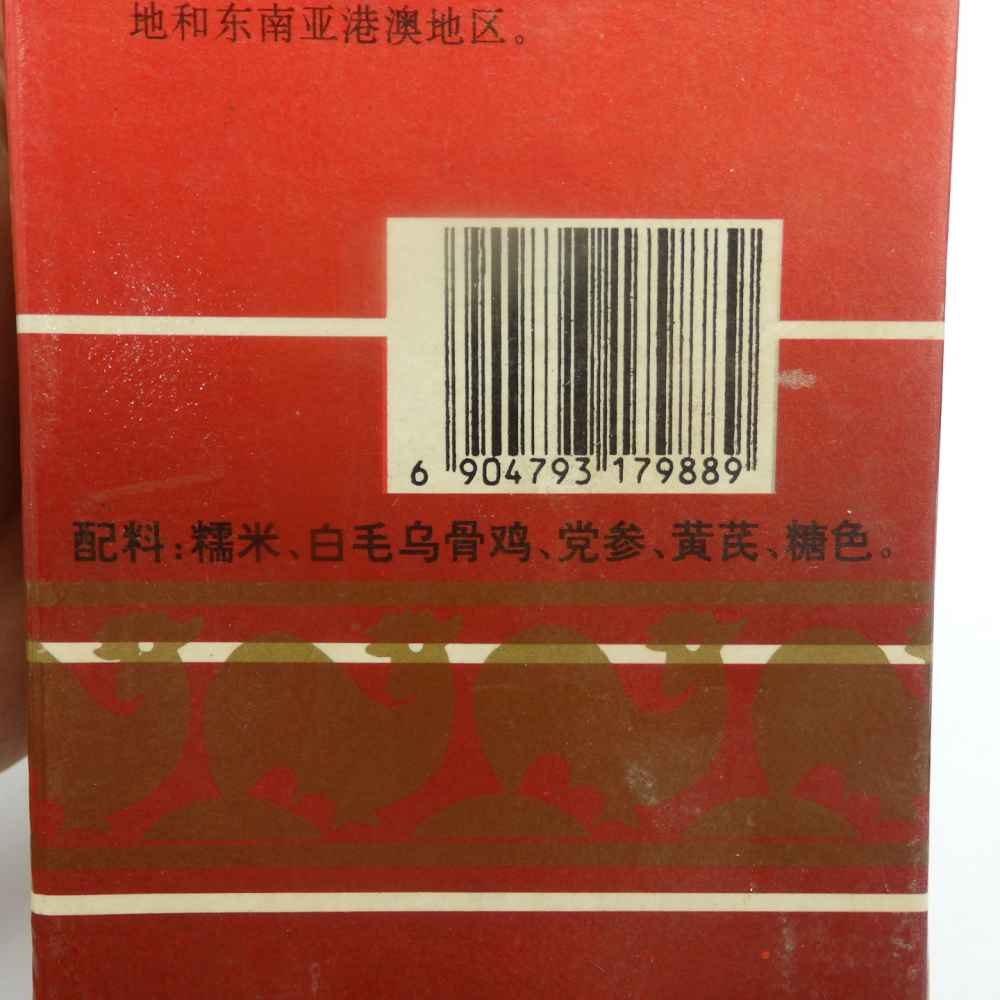 地和东南亚港澳地区。
6 904793 179889
配料:糯米、白毛乌骨鸡、党参、黄芪、糖色。